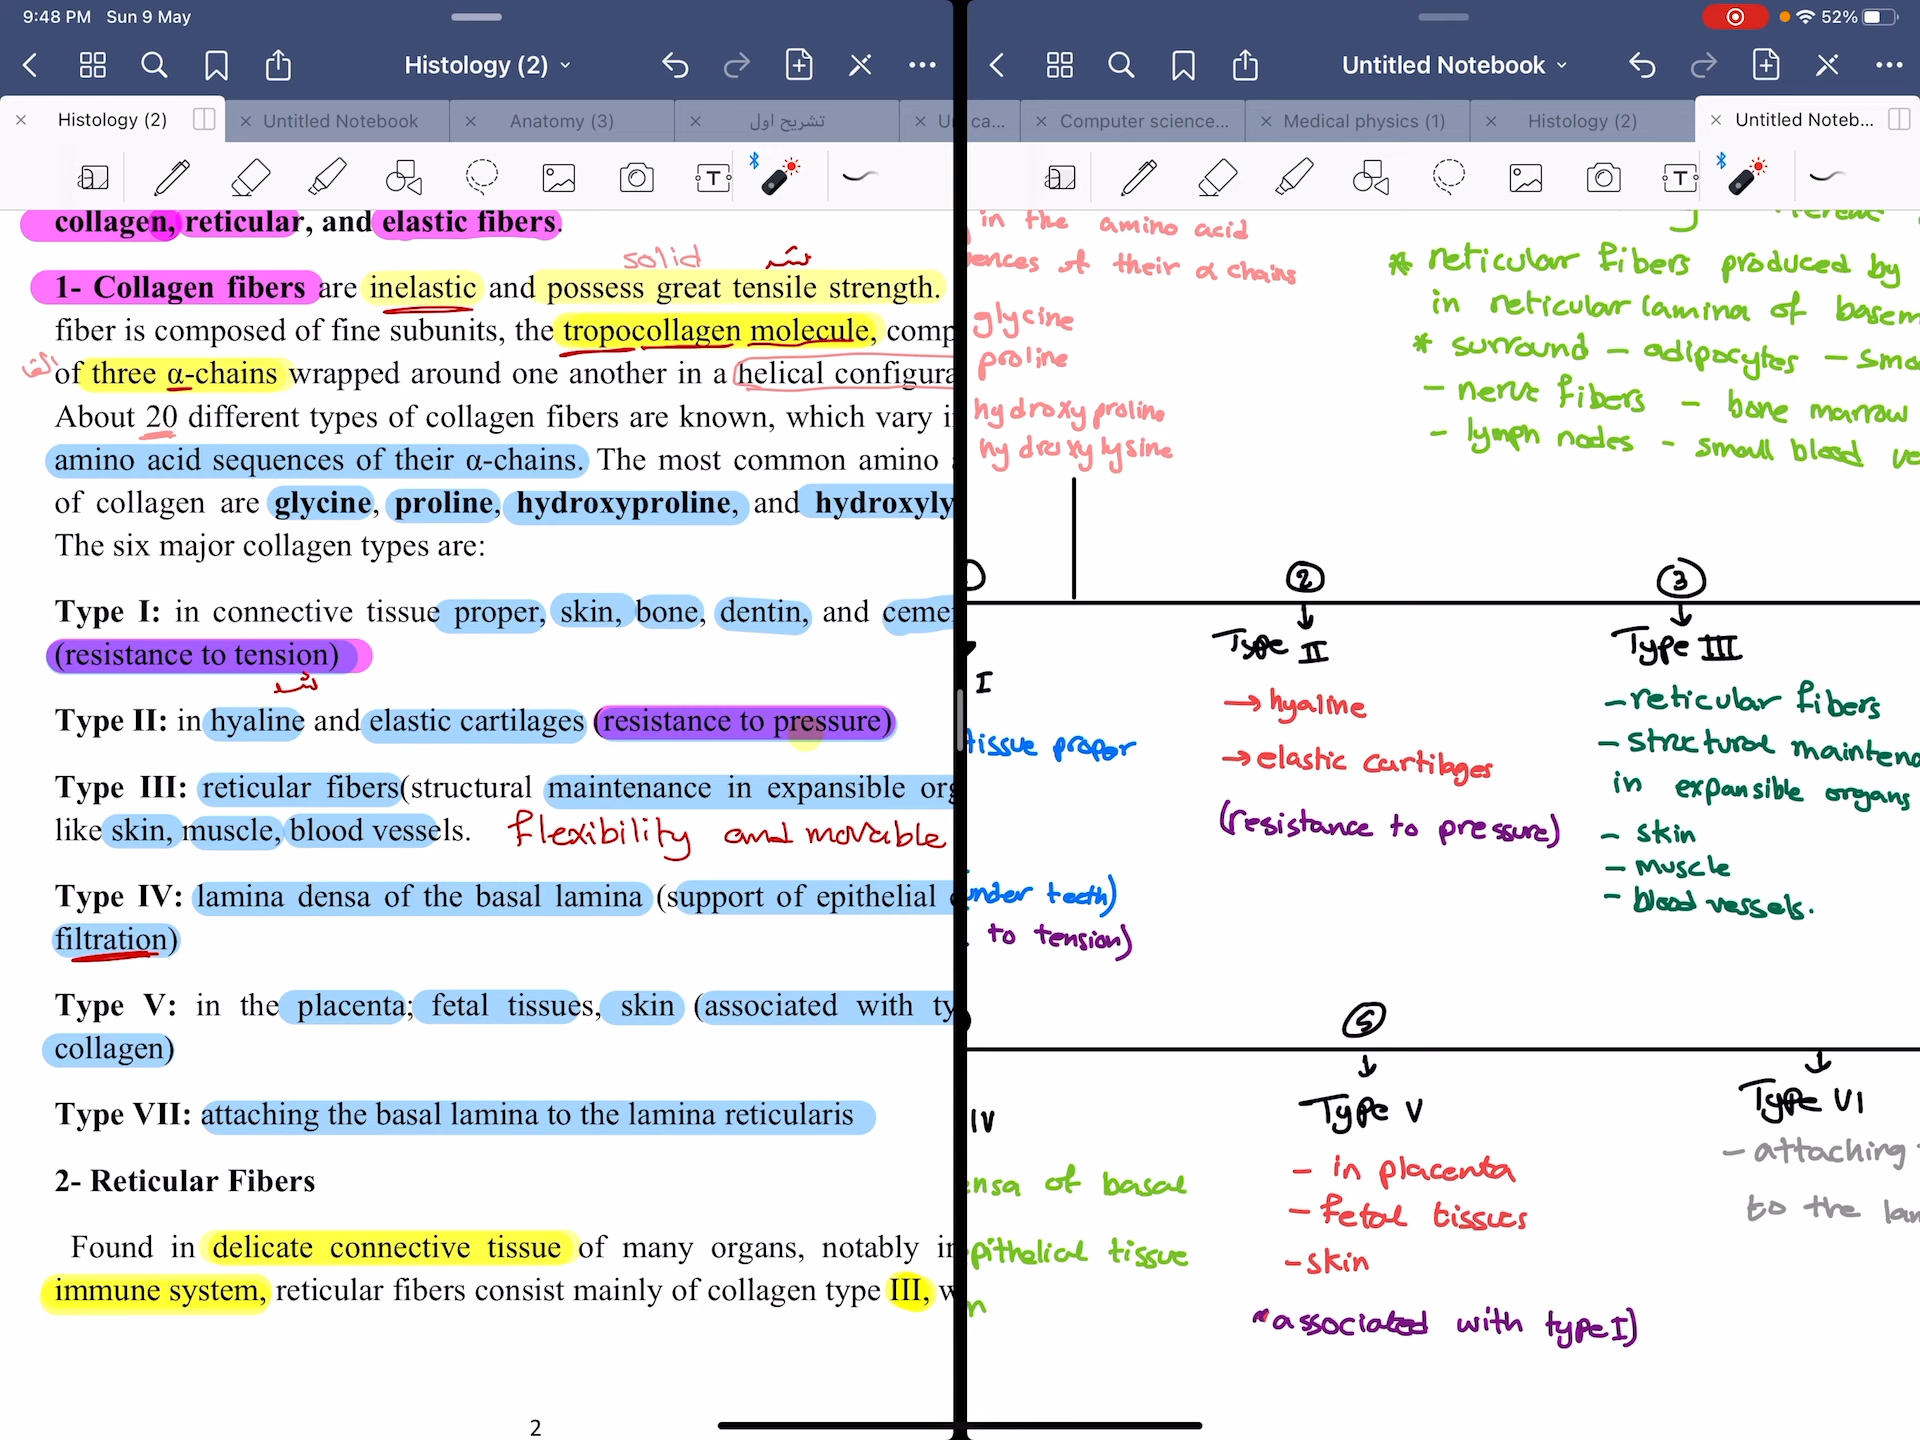 9:48 PM Sun 9 May
52%
Histology (2)
Untitled Notebook
Histology (2)
Untitled Notebook
Anatomy (3)
تشريح اول
Computer science...
Medical physics (1)
Histology (2)
Untitled Noteb...
collagen, reticular, and elastic fibers.
solid
1- Collagen fibers are inelastic and possess great tensile strength.
fiber is composed of fine subunits, the tropocollagen molecule, comp
of three α-chains wrapped around one another in a helical configura
About 20 different types of collagen fibers are known, which vary i
amino acid sequences of their α-chains. The most common amino
of collagen are glycine, proline, hydroxyproline, and hydroxyly
The six major collagen types are:
Type I: in connective tissue proper, skin, bone, dentin, and ceme
(resistance to tension)
Type II: in hyaline and elastic cartilages (resistance to pressure)
Type III: reticular fibers(structural maintenance in expansible org
like skin, muscle, blood vessels. flexibility and movable
Type IV: lamina densa of the basal lamina (support of epithelial
filtration)
Type V: in the placenta; fetal tissues, skin (associated with ty
collagen)
Type VII: attaching the basal lamina to the lamina reticularis
2- Reticular Fibers
Found in delicate connective tissue of many organs, notably in
immune system, reticular fibers consist mainly of collagen type III, w
2
in the amino acid
ences of their α chains
glycine
proline
hydroxyproline
hydroxylysine
* reticular fibers produced by
in reticular lamina of basem
* surround - adipocytes - smo
- nerve fibers - bone marrow
- lymph nodes - small blood ve
I
tissue proper
under teeth)
to tension)
2
Type II
→ hyaline
→ elastic cartilages
(resistance to pressure)
3
Type III
- reticular fibers
- structural maintena
in expansible organs
- skin
- muscle
- blood vessels.
IV
ensa of basal
pithelial tissue
n
5
Type V
- in placenta
- fetal tissues
- skin
associated with type I)
Type VI
- attaching
to the lam